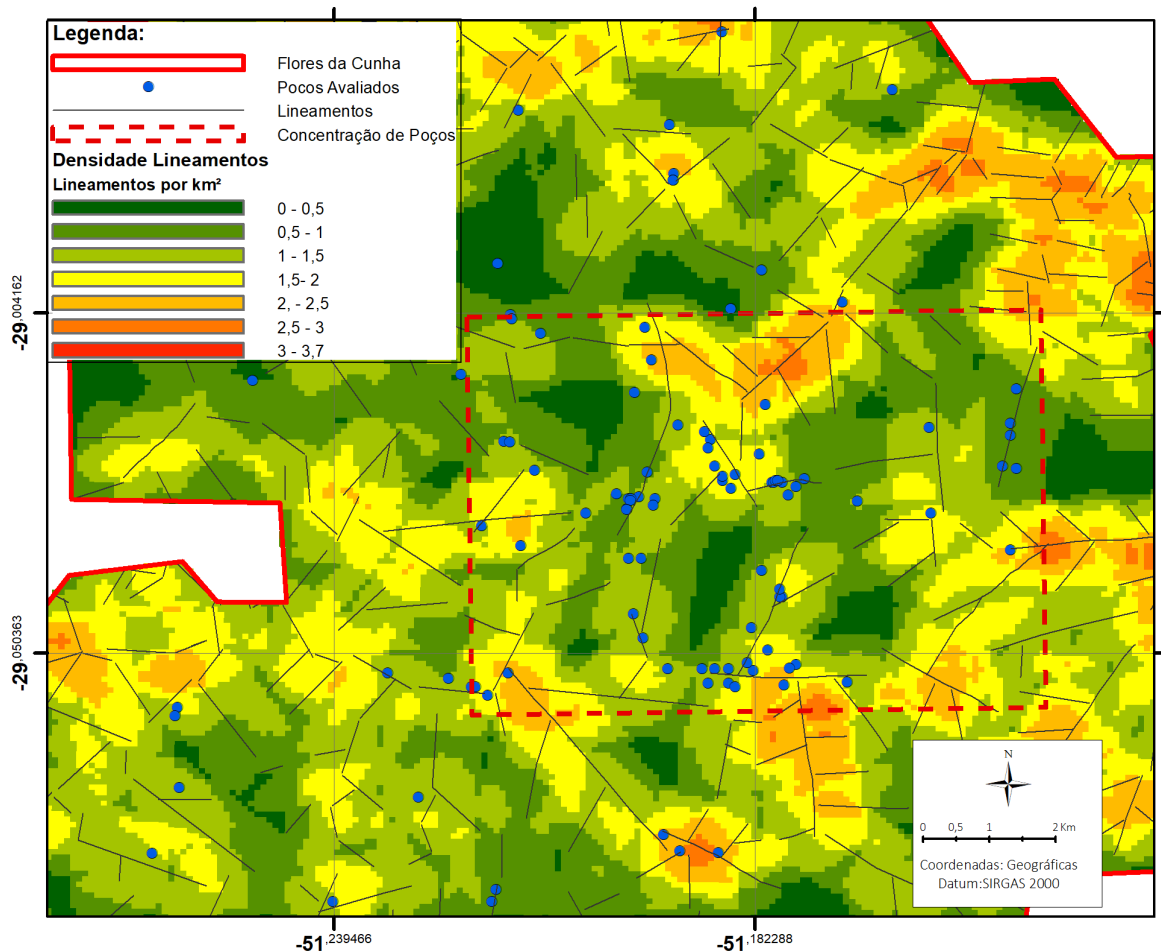 Legenda:
Flores da Cunha
Pocos Avaliados
Lineamentos
Concentração de Poços
Densidade Lineamentos
Lineamentos por km²
0 - 0,5
0,5 - 1
1 - 1,5
1,5- 2
2, - 2,5
2,5 - 3
3 - 3,7
-29,004162
-29,050363
N
0 0,5 1 2 Km
Coordenadas: Geográficas
Datum:SIRGAS 2000
-51,239466
-51,182288